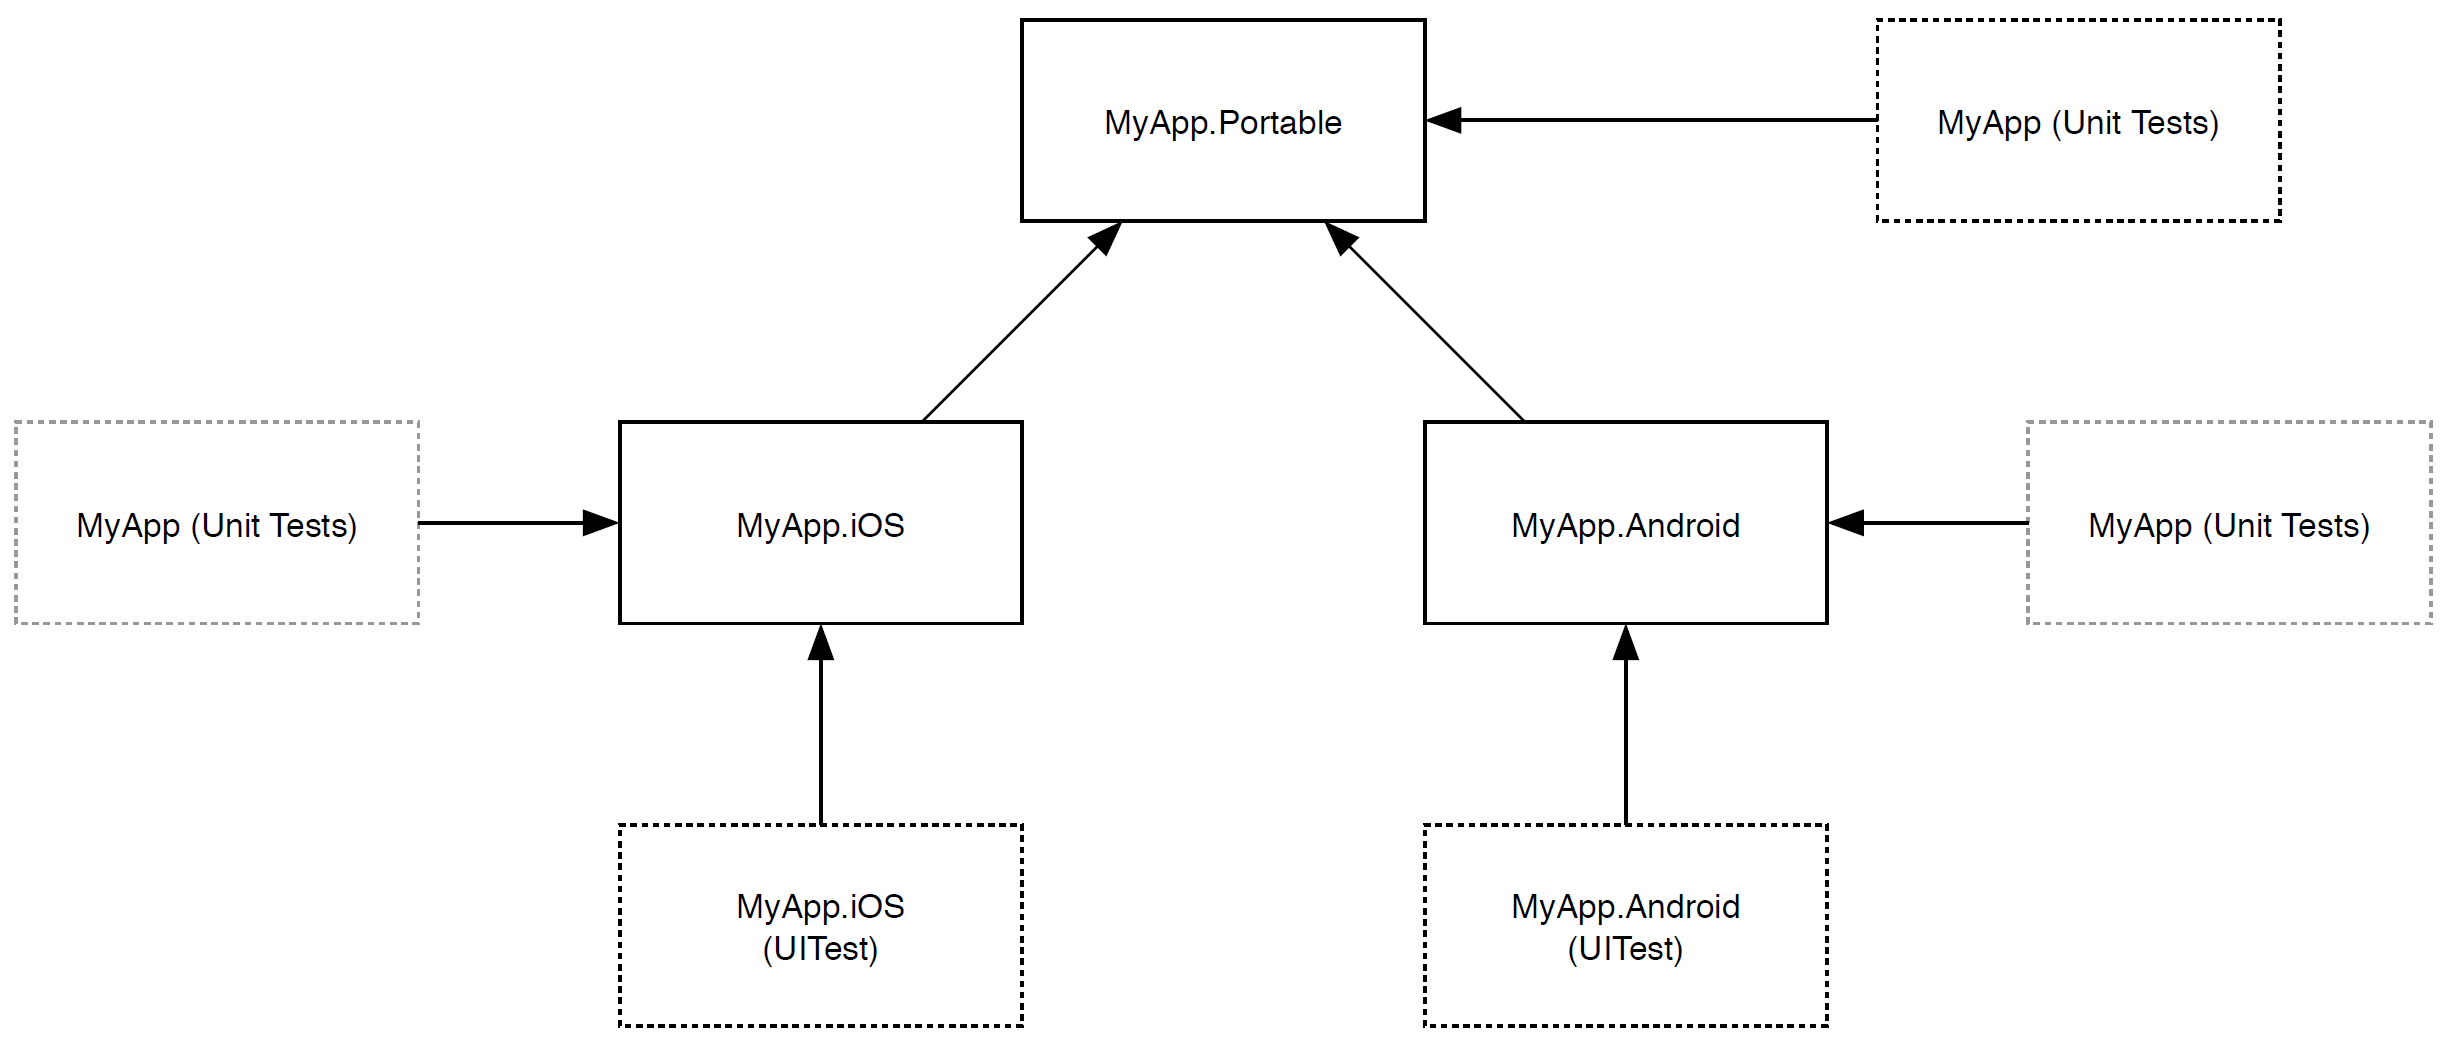 MyApp.Portable
MyApp (Unit Tests)
MyApp (Unit Tests)
MyApp.iOS
MyApp.Android
MyApp (Unit Tests)
MyApp.iOS
(UITest)
MyApp.Android
(UITest)